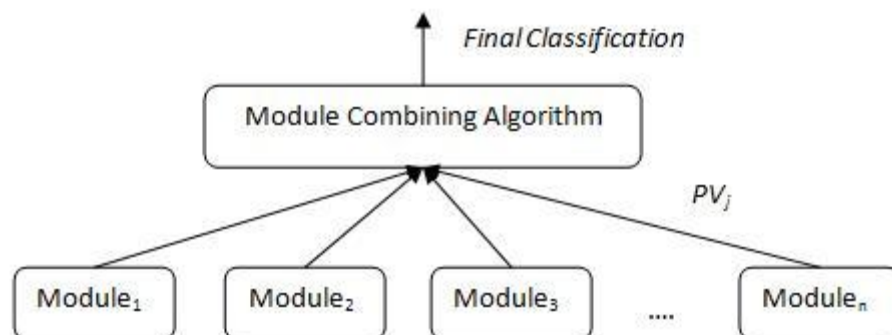 Final Classification
Module Combining Algorithm
PVj
Module1 Module2 Module3 .... Modulen